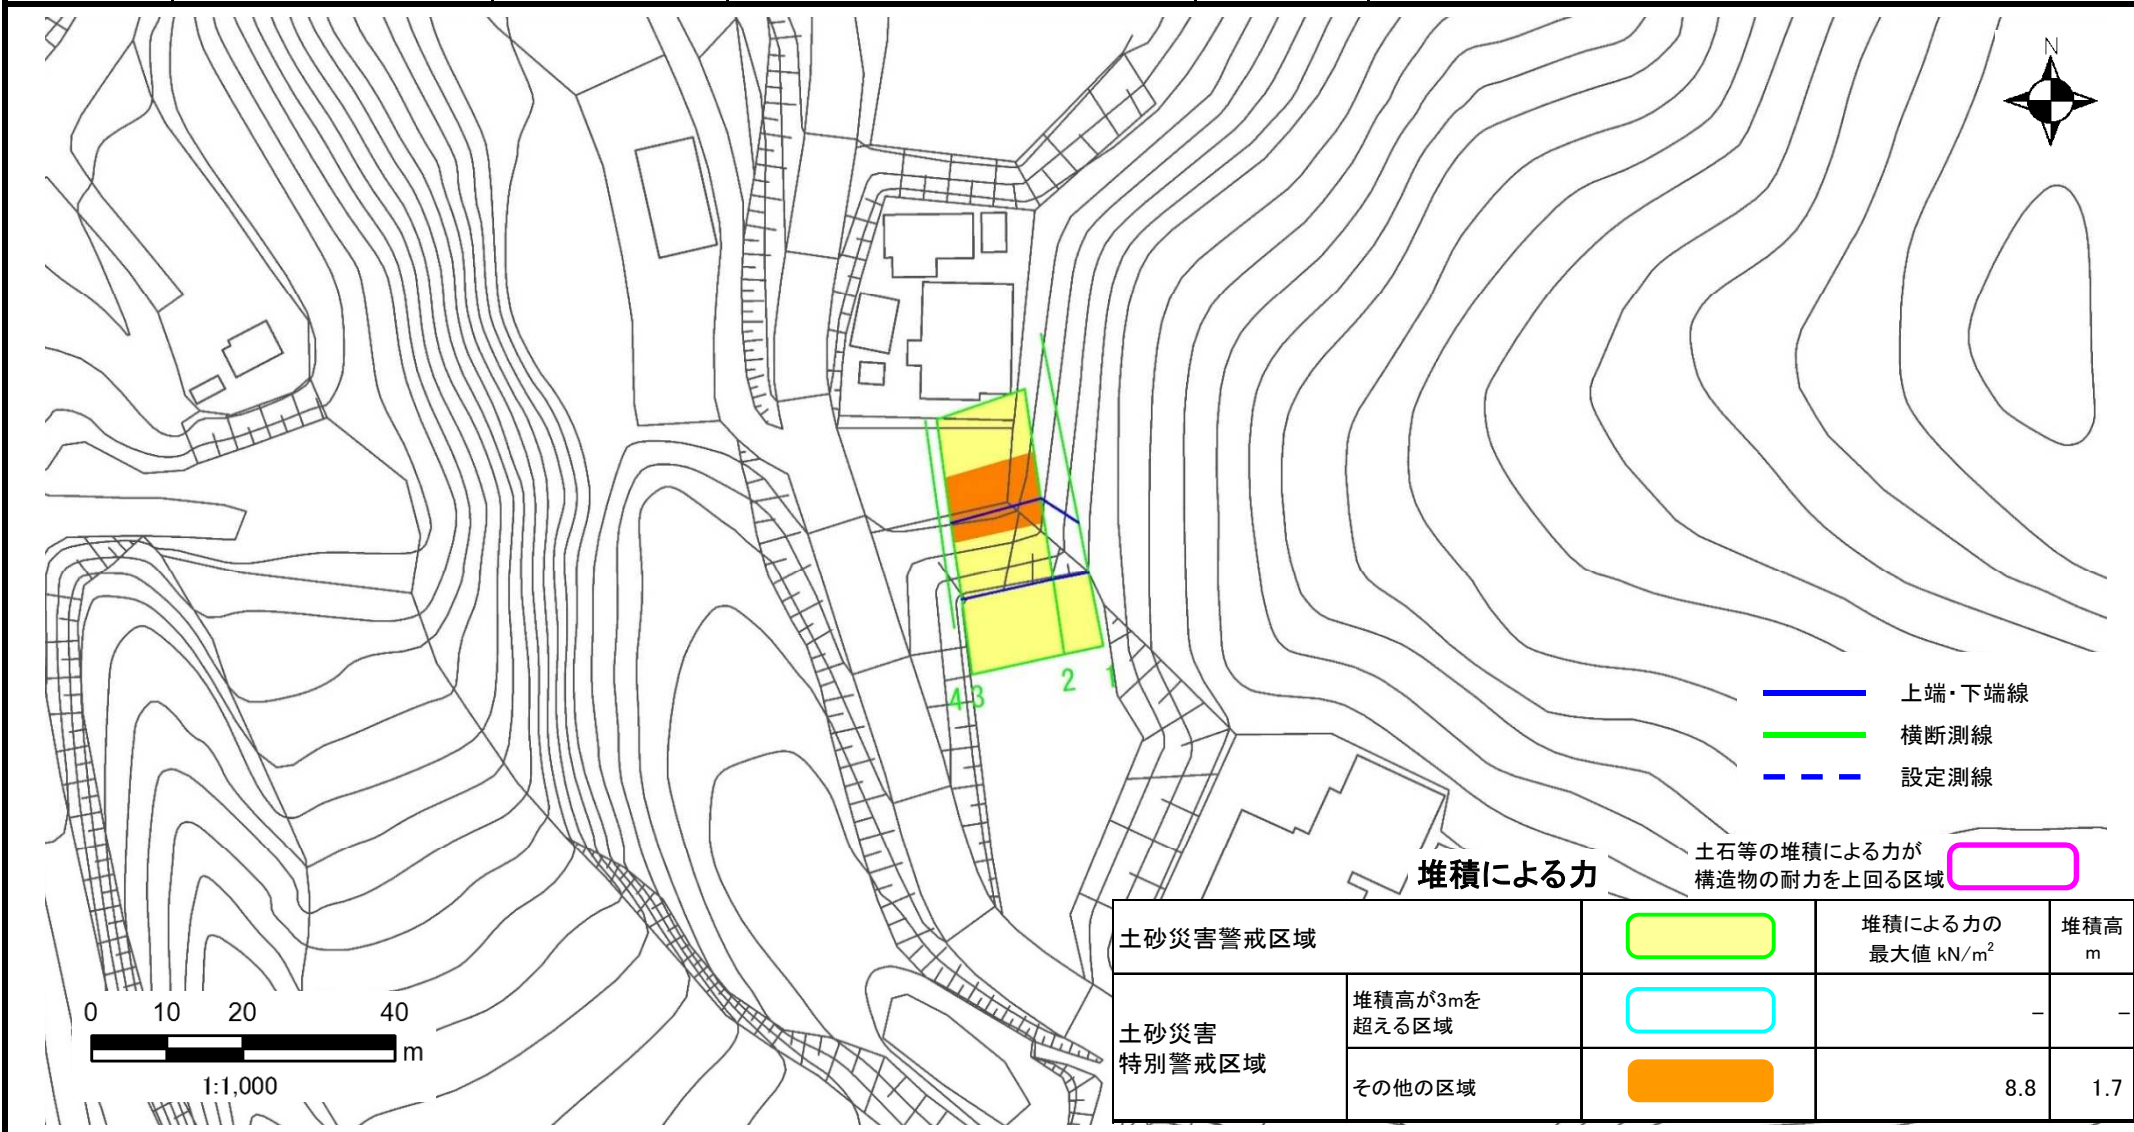 N
4
3
2
1
上端・下端線
横断測線
設定測線
堆積による力
土石等の堆積による力が
構造物の耐力を上回る区域
土砂災害警戒区域
堆積による力の
最大値 kN/m²
堆積高
m
土砂災害
特別警戒区域
堆積高が3mを
超える区域
－
－
その他の区域
8.8
1.7
0 10 20 40
m
1:1,000